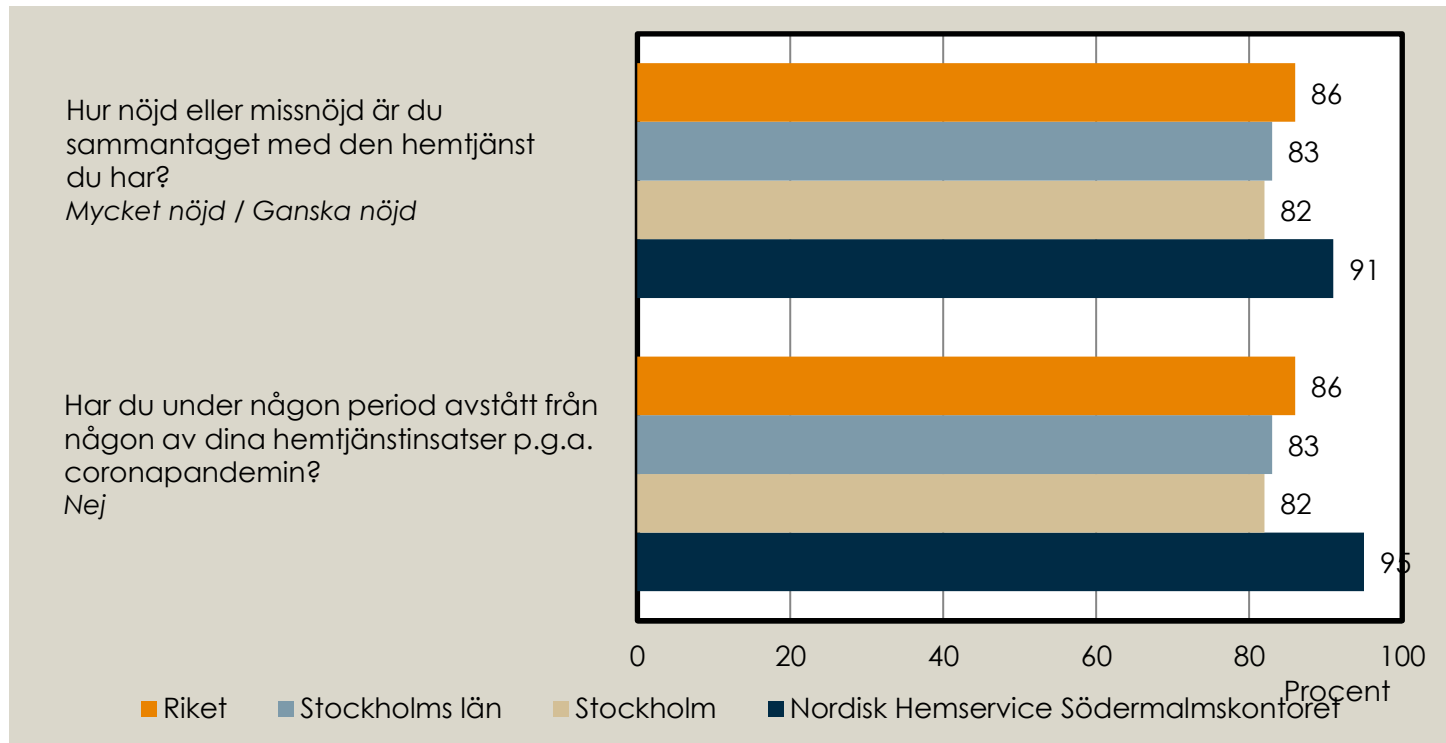 Hur nöjd eller missnöjd är du
sammantaget med den hemtjänst
du har?
Mycket nöjd / Ganska nöjd
86
83
82
91
Har du under någon period avstått från
någon av dina hemtjänstinsatser p.g.a.
coronapandemin?
Nej
86
83
82
95
0 20 40 60 80 100
Procent
Riket Stockholms län Stockholm Nordisk Hemservice Södermalmskontoret